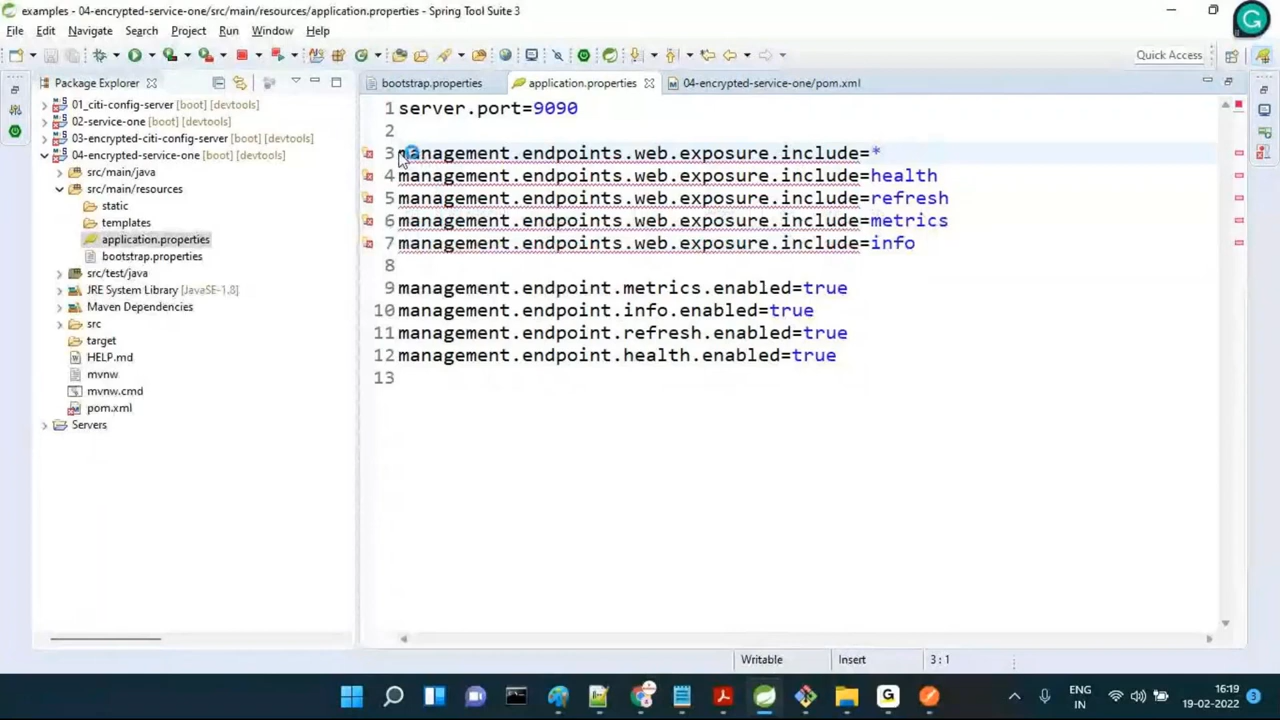 examples - 04-encrypted-service-one/src/main/resources/application.properties - Spring Tool Suite 3
File Edit Navigate Search Project Run Window Help
Quick Access
Package Explorer
01_citi-config-server [boot] [devtools]
02-service-one [boot] [devtools]
03-encrypted-citi-config-server [boot] [devtools]
04-encrypted-service-one [boot] [devtools]
src/main/java
src/main/resources
static
templates
application.properties
bootstrap.properties
src/test/java
JRE System Library [JavaSE-1.8]
Maven Dependencies
src
target
HELP.md
mvnw
mvnw.cmd
pom.xml
Servers
bootstrap.properties application.properties 04-encrypted-service-one/pom.xml
1 server.port=9090
2
3 management.endpoints.web.exposure.include=*
4 management.endpoints.web.exposure.include=health
5 management.endpoints.web.exposure.include=refresh
6 management.endpoints.web.exposure.include=metrics
7 management.endpoints.web.exposure.include=info
8
9 management.endpoint.metrics.enabled=true
10 management.endpoint.info.enabled=true
11 management.endpoint.refresh.enabled=true
12 management.endpoint.health.enabled=true
13
Writable Insert 3 : 1
ENG
IN
16:19
19-02-2022
3